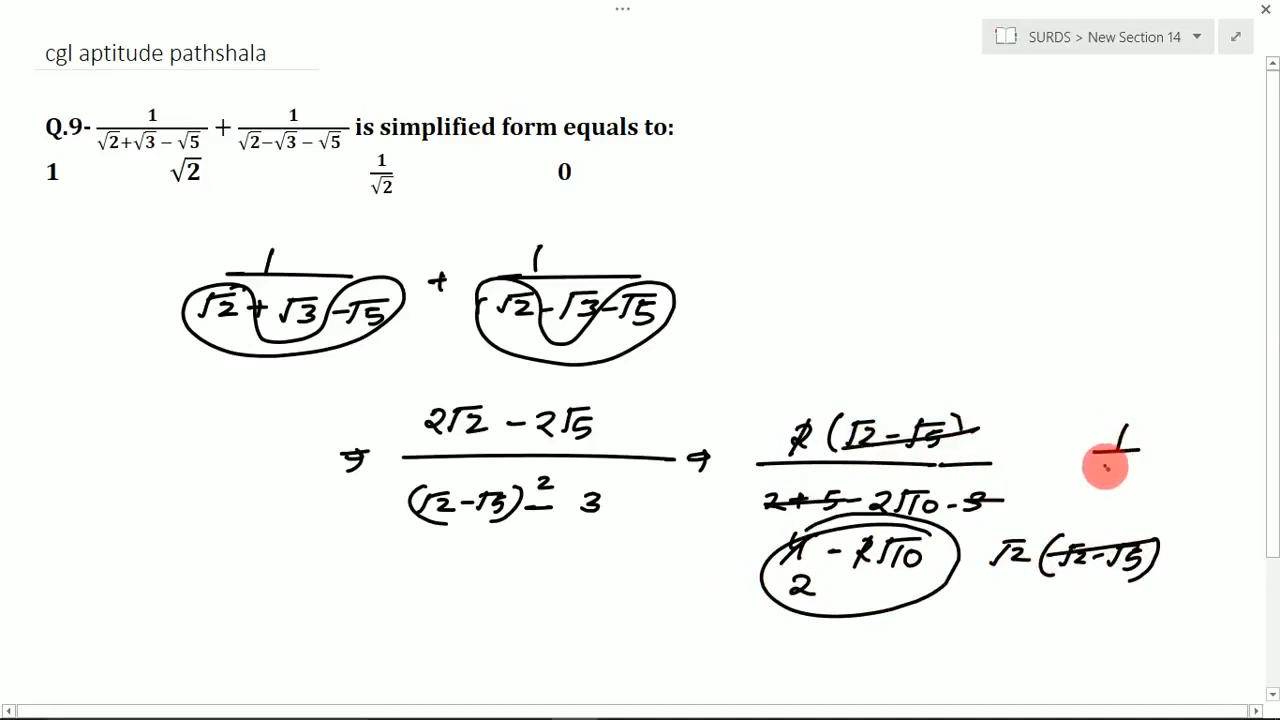 ...
SURDS > New Section 14
cgl aptitude pathshala
Q.9- 1/(√2+√3 − √5) + 1/(√2−√3 − √5) is simplified form equals to:
1 √2 1/√2 0
1/(√2 + √3 − √5) + 1/(√2 − √3 − √5)
⇒ (2√2 − 2√5)/((√2 − √5)² − 3) ⇒ 2(√2 − √5)/(2 + 5 − 2√10 − 3) 1
4 − 2√10 √2(√2 − √5)
2